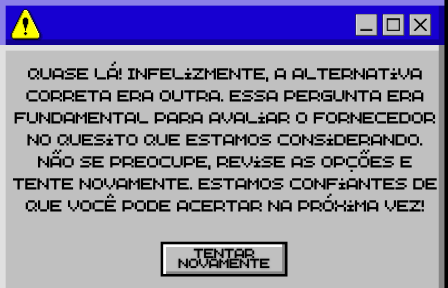 QUASE LÁ! INFELIZMENTE, A ALTERNATIVA
CORRETA ERA OUTRA. ESSA PERGUNTA ERA
FUNDAMENTAL PARA AVALIAR O FORNECEDOR
NO QUESITO QUE ESTAMOS CONSIDERANDO.
NÃO SE PREOCUPE, REVISE AS OPÇÕES E
TENTE NOVAMENTE. ESTAMOS CONFIANTES DE
QUE VOCÊ PODE ACERTAR NA PRÓXIMA VEZ!
TENTAR
NOVAMENTE